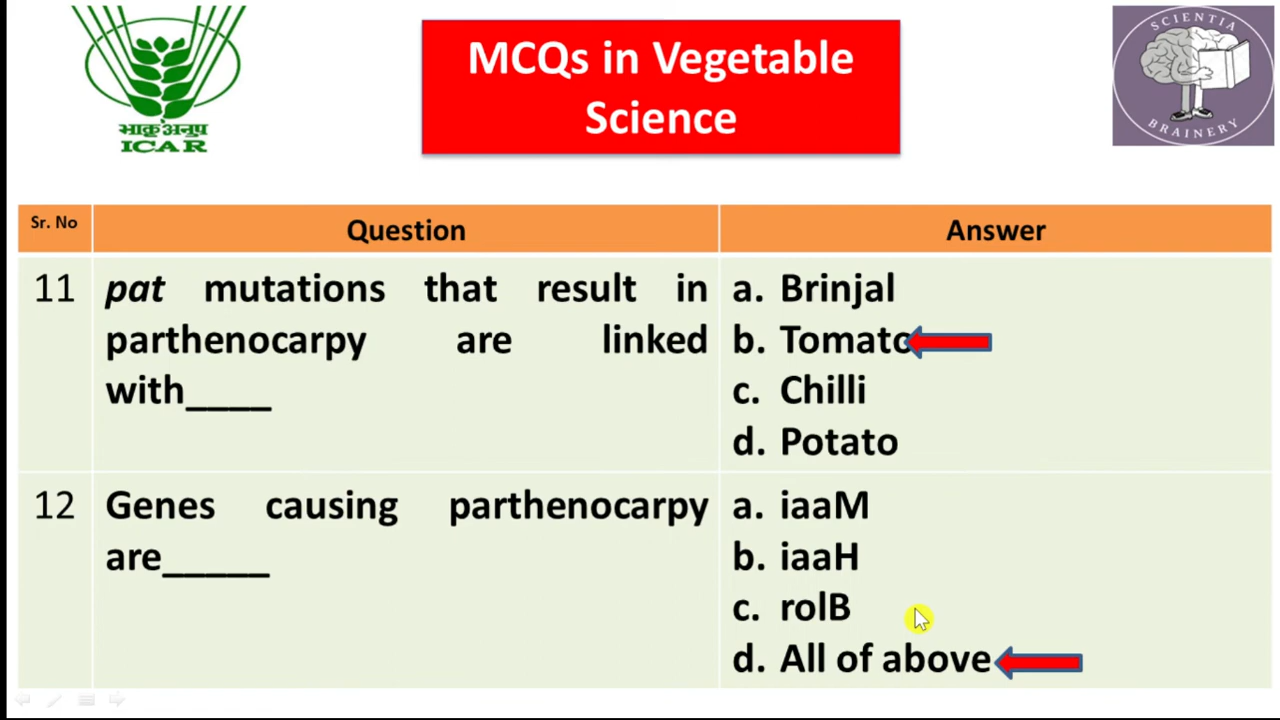 भाकृअनुप
ICAR
MCQs in Vegetable
Science
SCIENTIA
BRAINERY
Sr. No
Question
Answer
11
pat mutations that result in
parthenocarpy are linked
with____
a. Brinjal
b. Tomato
c. Chilli
d. Potato
12
Genes causing parthenocarpy
are_____
a. iaaM
b. iaaH
c. rolB
d. All of above